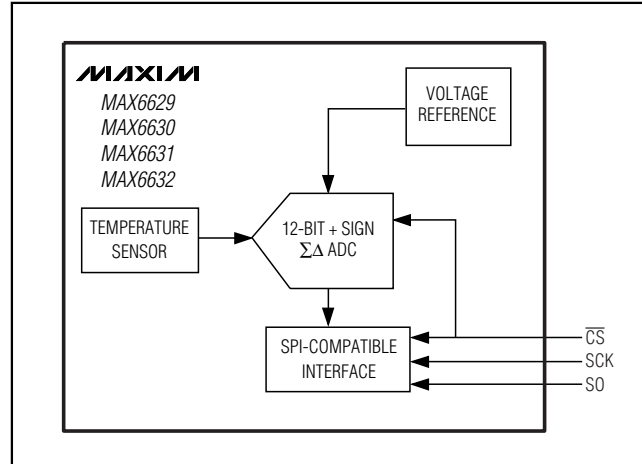 MAXIM
MAX6629
MAX6630
MAX6631
MAX6632
VOLTAGE
REFERENCE
TEMPERATURE
SENSOR
12-BIT + SIGN
ΣΔ ADC
SPI-COMPATIBLE
INTERFACE
C̅S̅
SCK
SO